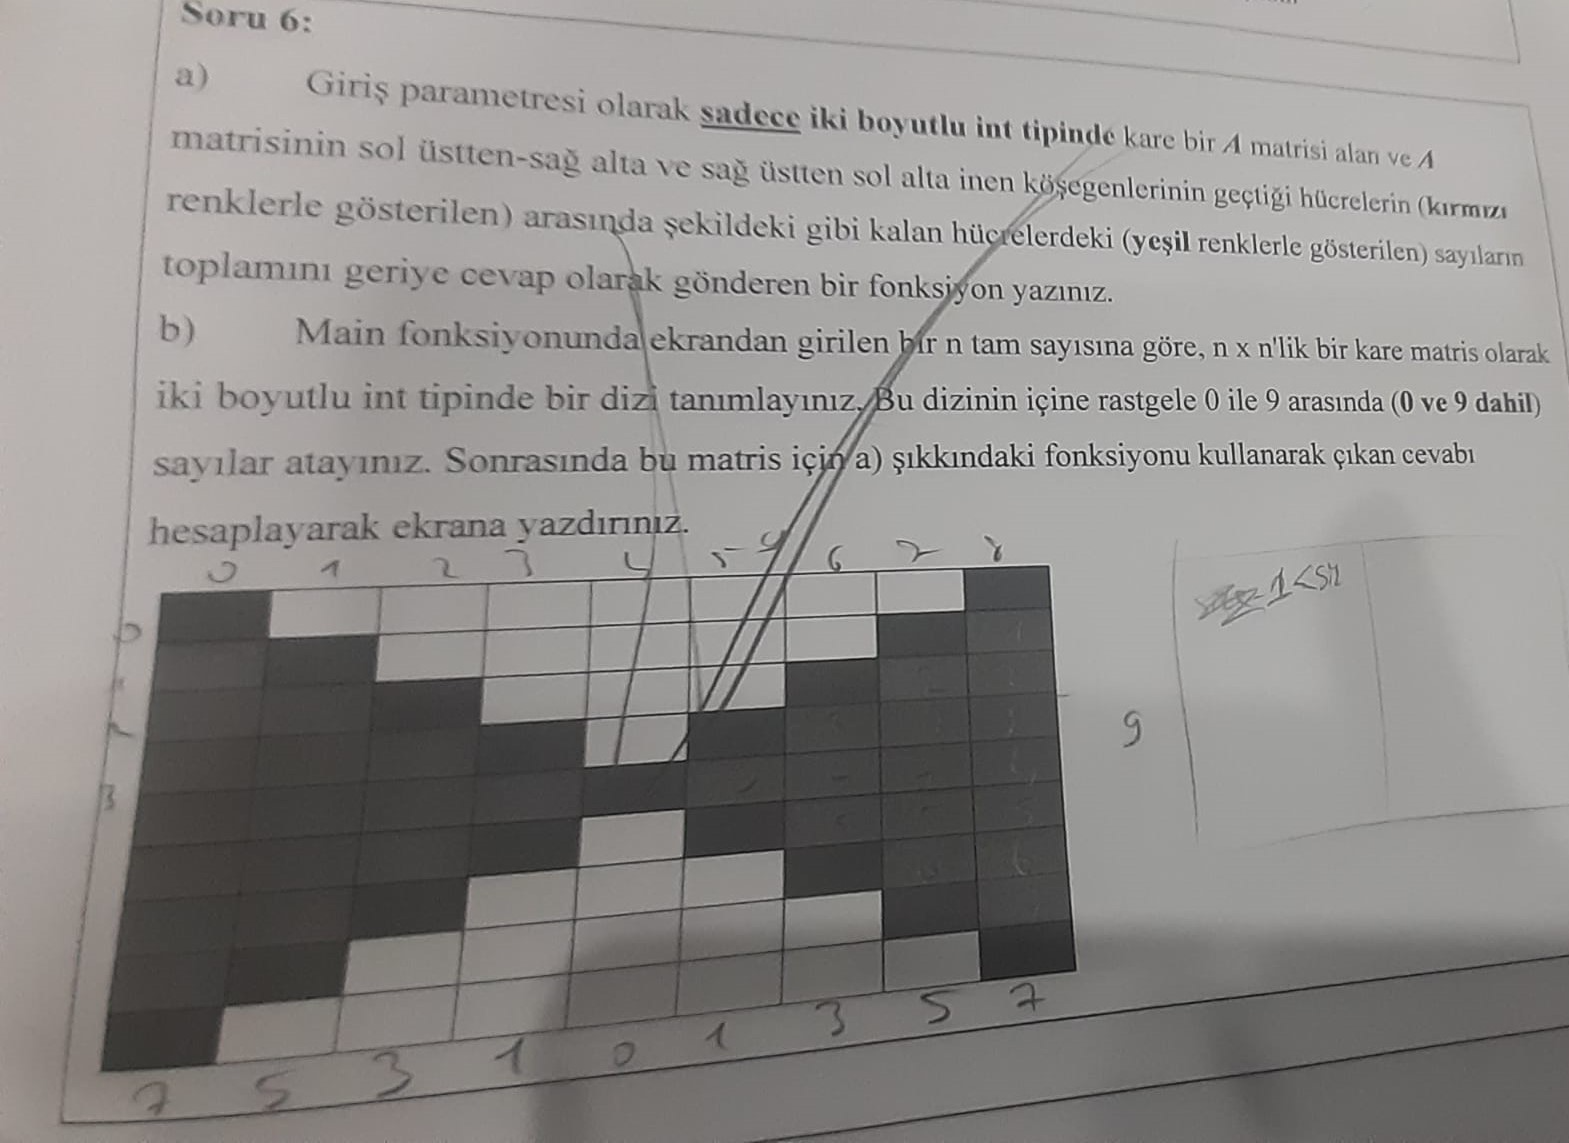 Soru 6:
a) Giriş parametresi olarak sadece iki boyutlu int tipinde kare bir A matrisi alan ve A
matrisinin sol üstten-sağ alta ve sağ üstten sol alta inen köşegenlerinin geçtiği hücrelerin (kırmızı
renklerle gösterilen) arasında şekildeki gibi kalan hücrelerdeki (yeşil renklerle gösterilen) sayıların
toplamını geriye cevap olarak gönderen bir fonksiyon yazınız.
b) Main fonksiyonunda ekrandan girilen bir n tam sayısına göre, n x n'lik bir kare matris olarak
iki boyutlu int tipinde bir dizi tanımlayınız. Bu dizinin içine rastgele 0 ile 9 arasında (0 ve 9 dahil)
sayılar atayınız. Sonrasında bu matris için a) şıkkındaki fonksiyonu kullanarak çıkan cevabı
hesaplayarak ekrana yazdırınız.
0 1 2 3 4 5 6 7 8
0
3
9
7 5 3 1 0 1 3 5 7